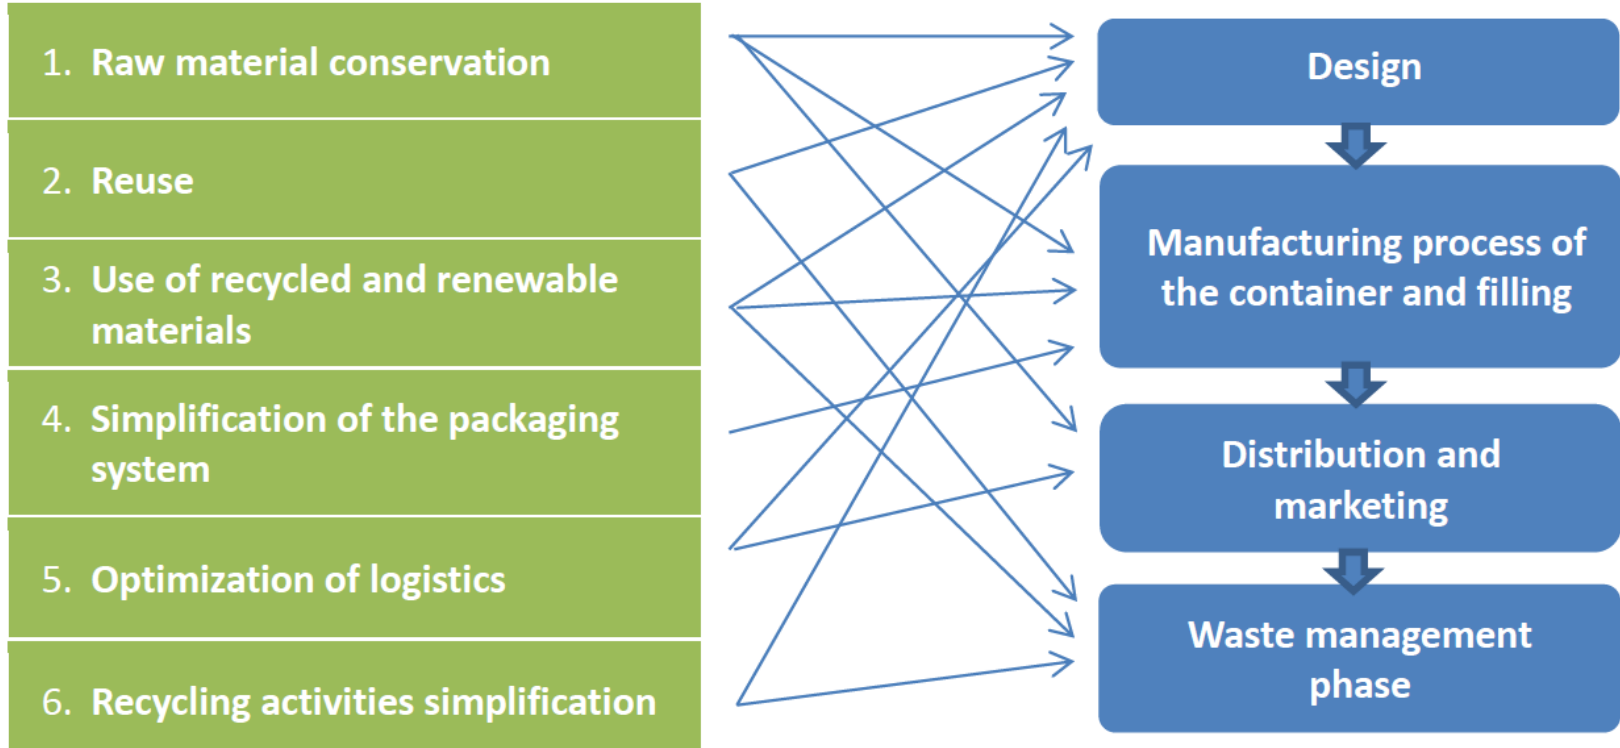 1. Raw material conservation
2. Reuse
3. Use of recycled and renewable
materials
4. Simplification of the packaging
system
5. Optimization of logistics
6. Recycling activities simplification
Design
Manufacturing process of
the container and filling
Distribution and
marketing
Waste management
phase